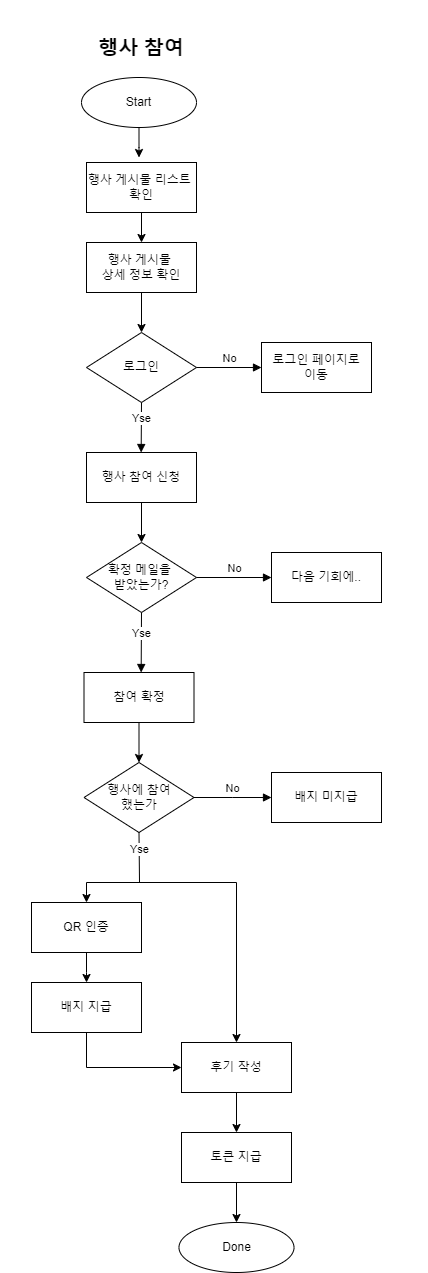 행사 참여
Start
행사 게시물 리스트
확인
행사 게시물
상세 정보 확인
로그인
No
로그인 페이지로
이동
Yse
행사 참여 신청
확정 메일을
받았는가?
No
다음 기회에..
Yse
참여 확정
행사에 참여
했는가
No
배지 미지급
Yse
QR 인증
배지 지급
후기 작성
토큰 지급
Done